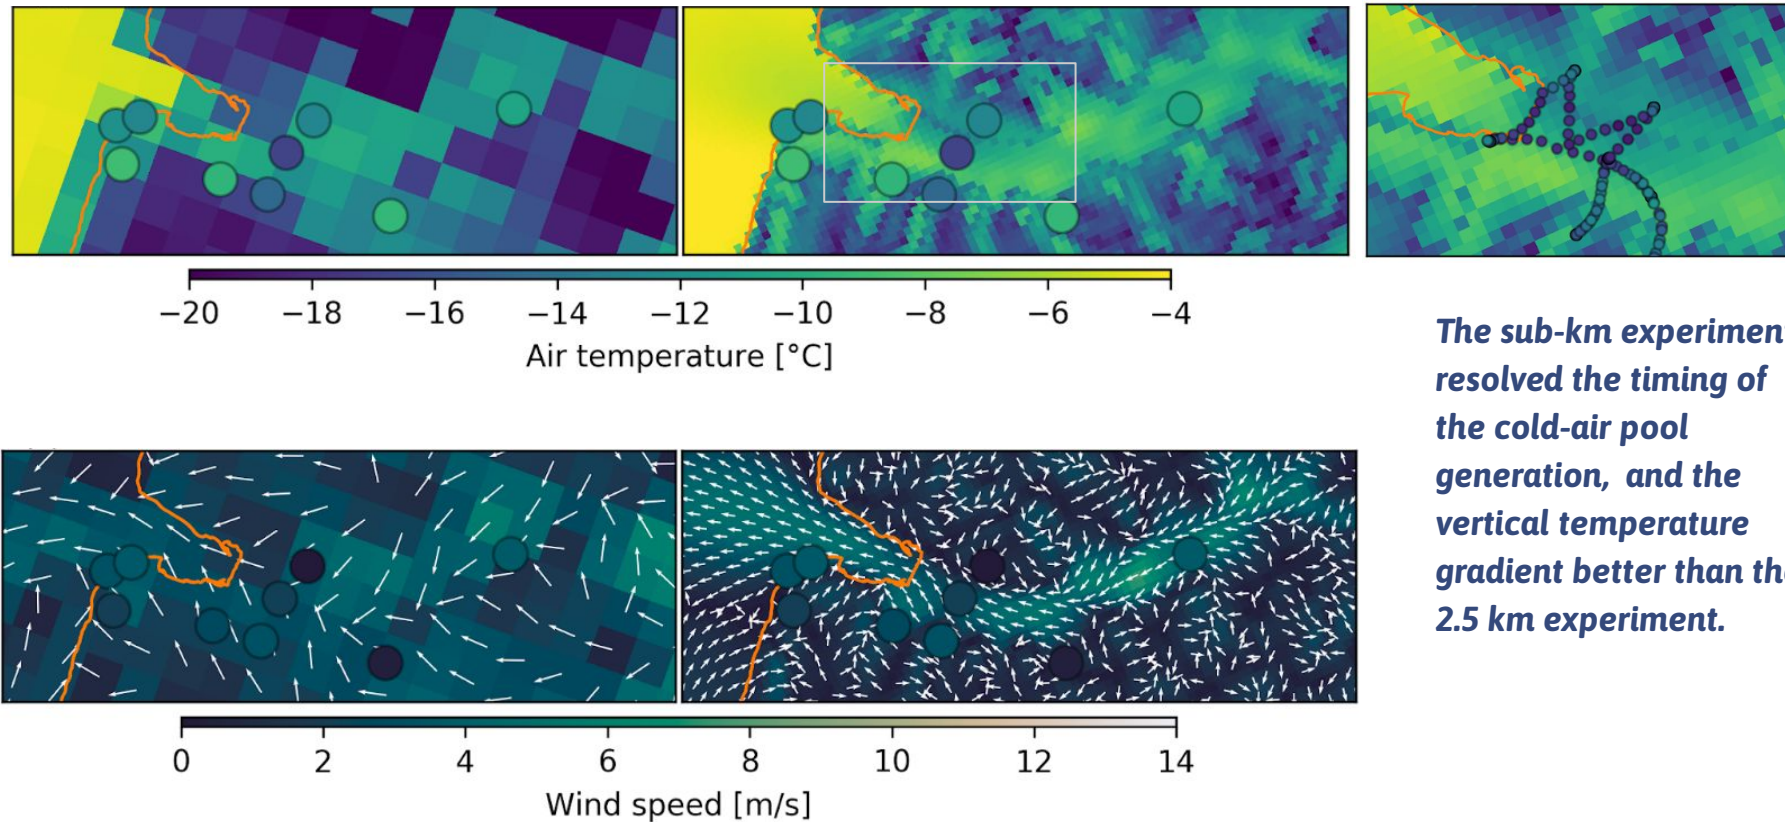 −20 −18 −16 −14 −12 −10 −8 −6 −4
Air temperature [°C]
The sub-km experimen
resolved the timing of
the cold-air pool
generation, and the
vertical temperature
gradient better than the
2.5 km experiment.
0 2 4 6 8 10 12 14
Wind speed [m/s]